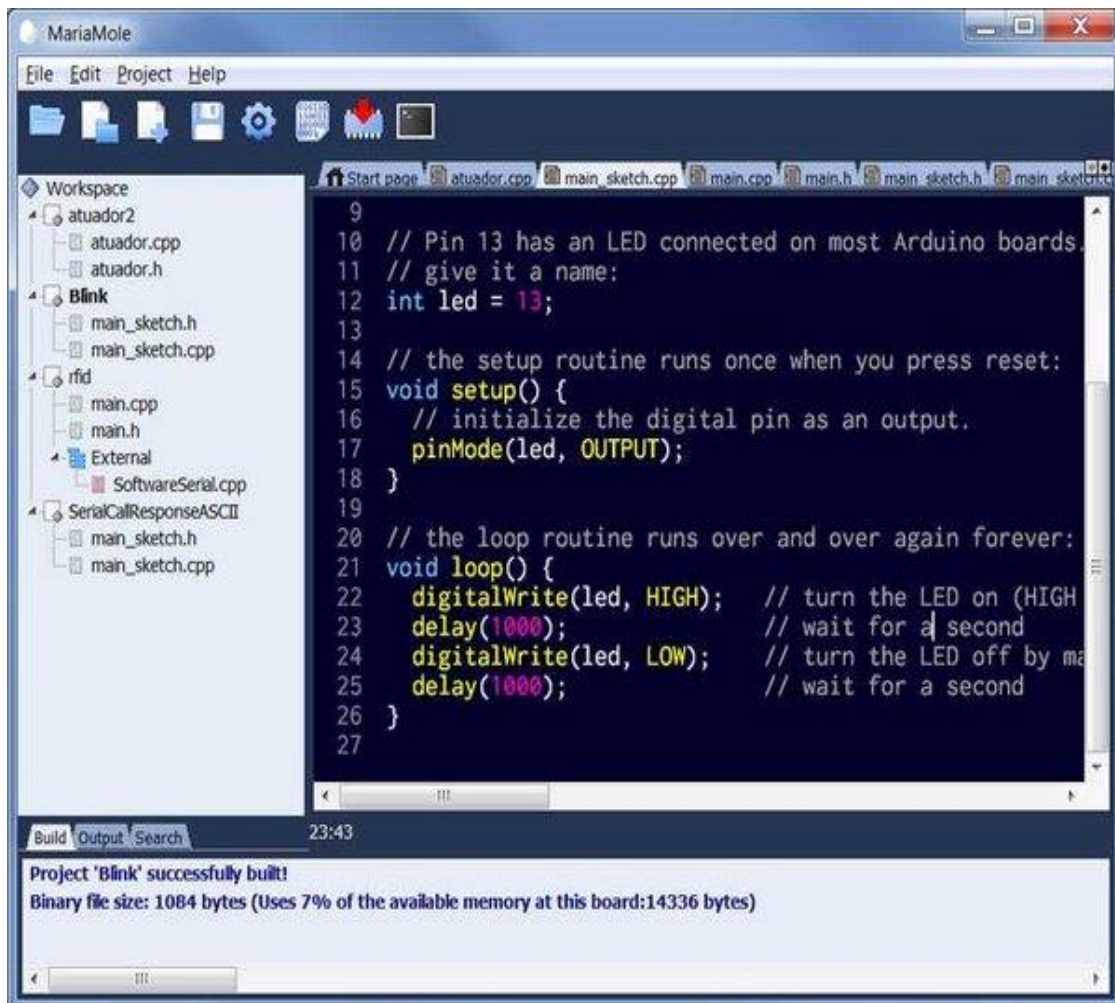 MariaMole
File Edit Project Help
Start page atuador.cpp main_sketch.cpp main.cpp main.h main_sketch.h
Workspace
atuador2
atuador.cpp
atuador.h
Blink
main_sketch.h
main_sketch.cpp
rfid
main.cpp
main.h
External
SoftwareSerial.cpp
SerialCallResponseASCII
main_sketch.h
main_sketch.cpp
9
10 // Pin 13 has an LED connected on most Arduino boards.
11 // give it a name:
12 int led = 13;
13
14 // the setup routine runs once when you press reset:
15 void setup() {
16 // initialize the digital pin as an output.
17 pinMode(led, OUTPUT);
18 }
19
20 // the loop routine runs over and over again forever:
21 void loop() {
22 digitalWrite(led, HIGH); // turn the LED on (HIGH
23 delay(1000); // wait for a second
24 digitalWrite(led, LOW); // turn the LED off by ma
25 delay(1000); // wait for a second
26 }
27
23:43
Build Output Search
Project 'Blink' successfully built!
Binary file size: 1084 bytes (Uses 7% of the available memory at this board:14336 bytes)